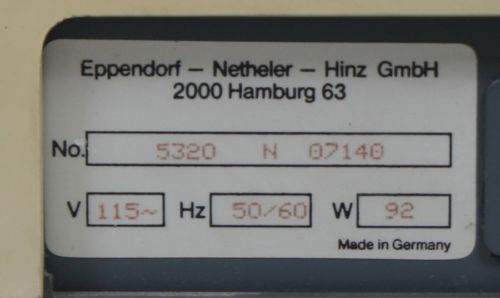 Eppendorf – Netheler – Hinz GmbH
2000 Hamburg 63
No. 5320 N 07140
V 115~ Hz 50/60 W 92
Made in Germany